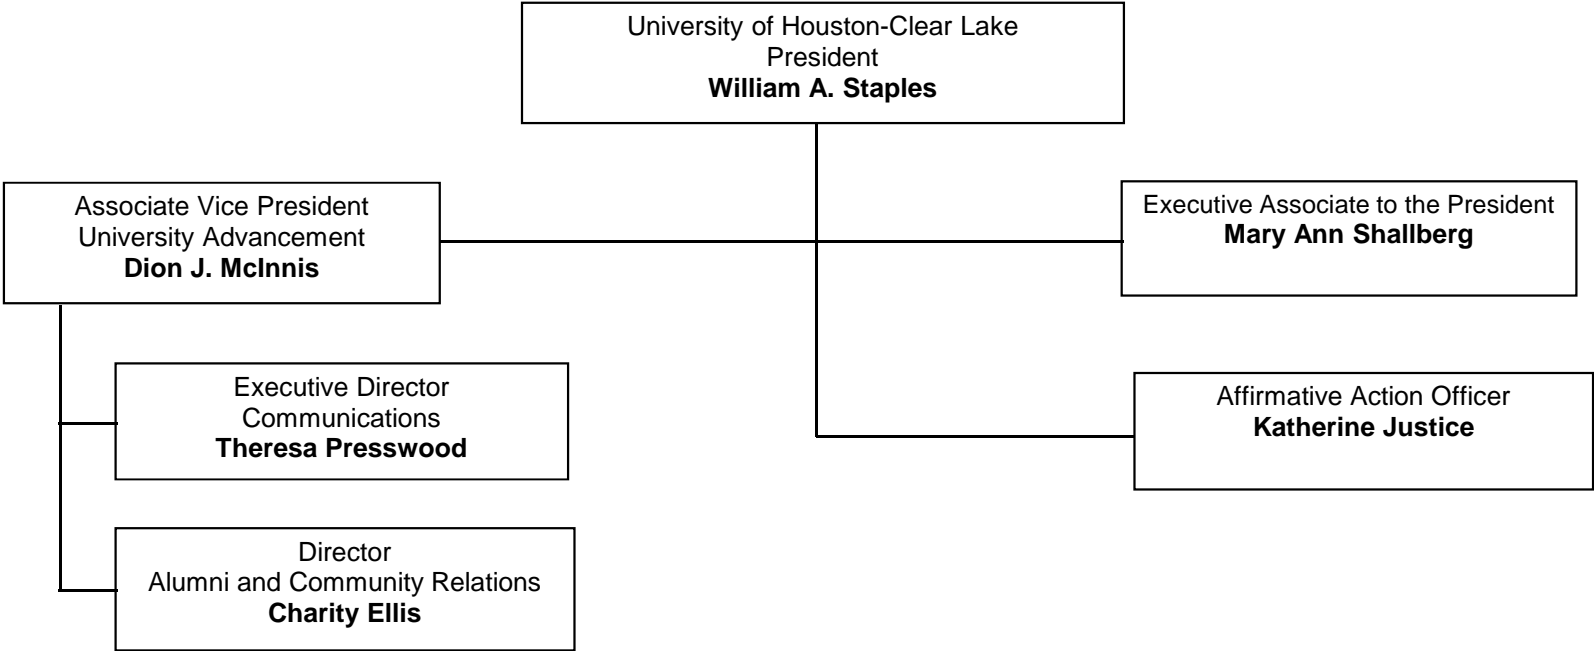 University of Houston-Clear Lake
President
William A. Staples
Associate Vice President
University Advancement
Dion J. McInnis
Executive Associate to the President
Mary Ann Shallberg
Executive Director
Communications
Theresa Presswood
Affirmative Action Officer
Katherine Justice
Director
Alumni and Community Relations
Charity Ellis